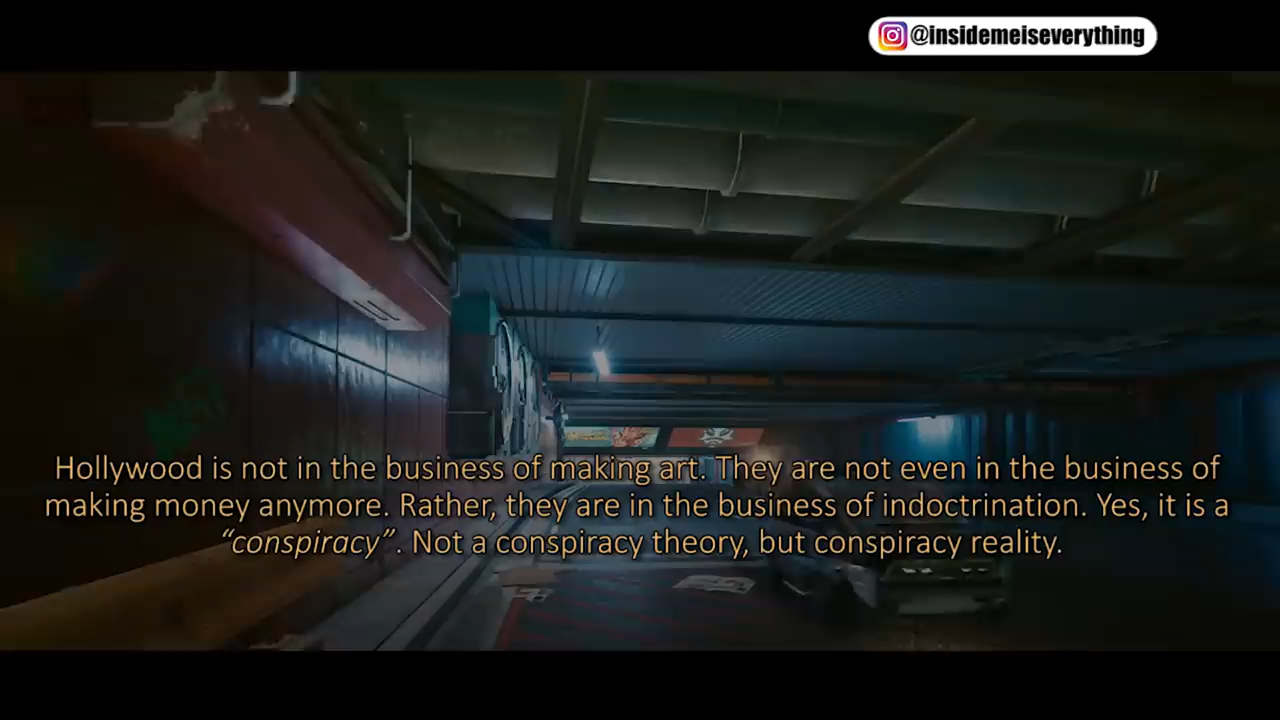 @insidemeiseverything
Hollywood is not in the business of making art. They are not even in the business of
making money anymore. Rather, they are in the business of indoctrination. Yes, it is a
“conspiracy”. Not a conspiracy theory, but conspiracy reality.